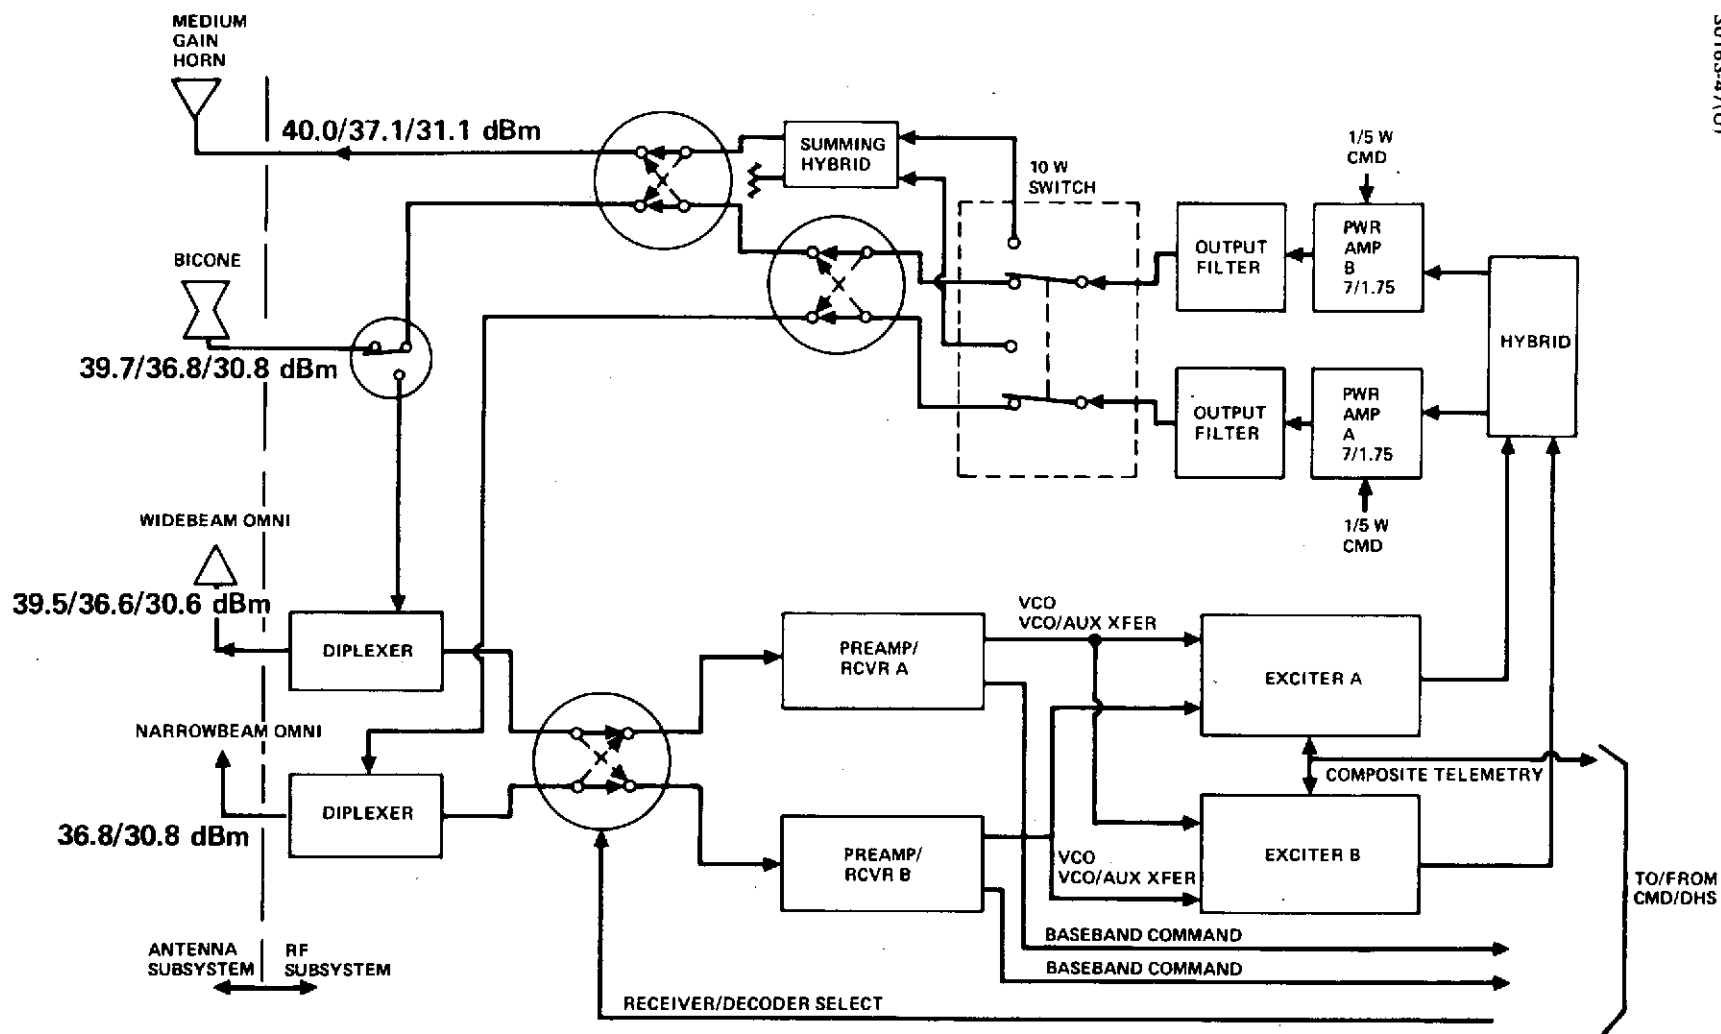 MEDIUM
GAIN
HORN
40.0/37.1/31.1 dBm
SUMMING
HYBRID
10 W
SWITCH
1/5 W
CMD
OUTPUT
FILTER
PWR
AMP
B
7/1.75
HYBRID
BICONE
39.7/36.8/30.8 dBm
OUTPUT
FILTER
PWR
AMP
A
7/1.75
1/5 W
CMD
WIDEBEAM OMNI
39.5/36.6/30.6 dBm
DIPLEXER
PREAMP/
RCVR A
VCO
VCO/AUX XFER
EXCITER A
NARROWBEAM OMNI
36.8/30.8 dBm
DIPLEXER
PREAMP/
RCVR B
COMPOSITE TELEMETRY
VCO
VCO/AUX XFER
EXCITER B
TO/FROM
CMD/DHS
BASEBAND COMMAND
BASEBAND COMMAND
ANTENNA
SUBSYSTEM
RF
SUBSYSTEM
RECEIVER/DECODER SELECT